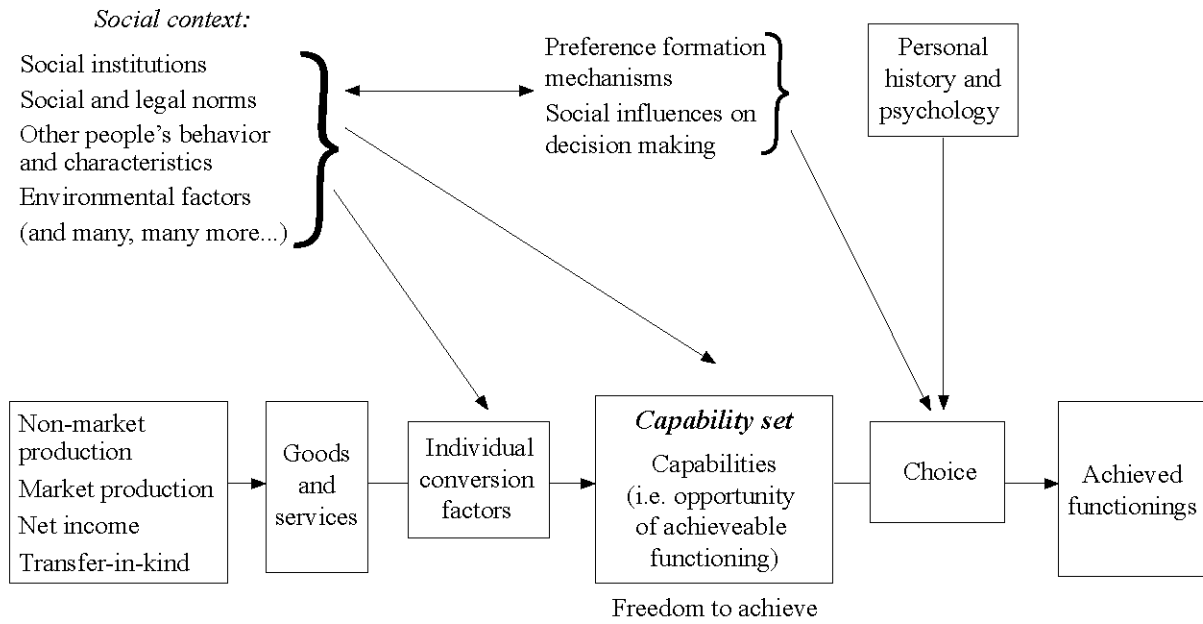 Social context:
Social institutions
Social and legal norms
Other people's behavior
and characteristics
Environmental factors
(and many, many more...)
Preference formation
mechanisms
Social influences on
decision making
Personal
history and
psychology
Non-market
production
Market production
Net income
Transfer-in-kind
Goods
and
services
Individual
conversion
factors
Capability set
Capabilities
(i.e. opportunity
of achieveable
functioning)
Freedom to achieve
Choice
Achieved
functionings